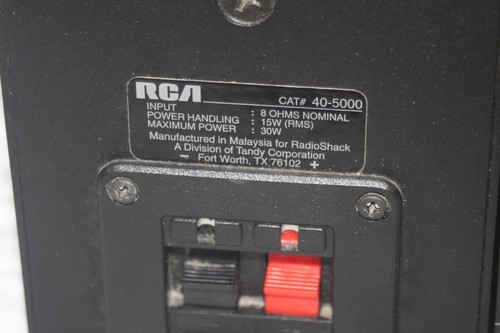 RCA CAT# 40-5000
INPUT : 8 OHMS NOMINAL
POWER HANDLING : 15W (RMS)
MAXIMUM POWER : 30W
Manufactured in Malaysia for RadioShack
A Division of Tandy Corporation
− Fort Worth, TX 76102 +